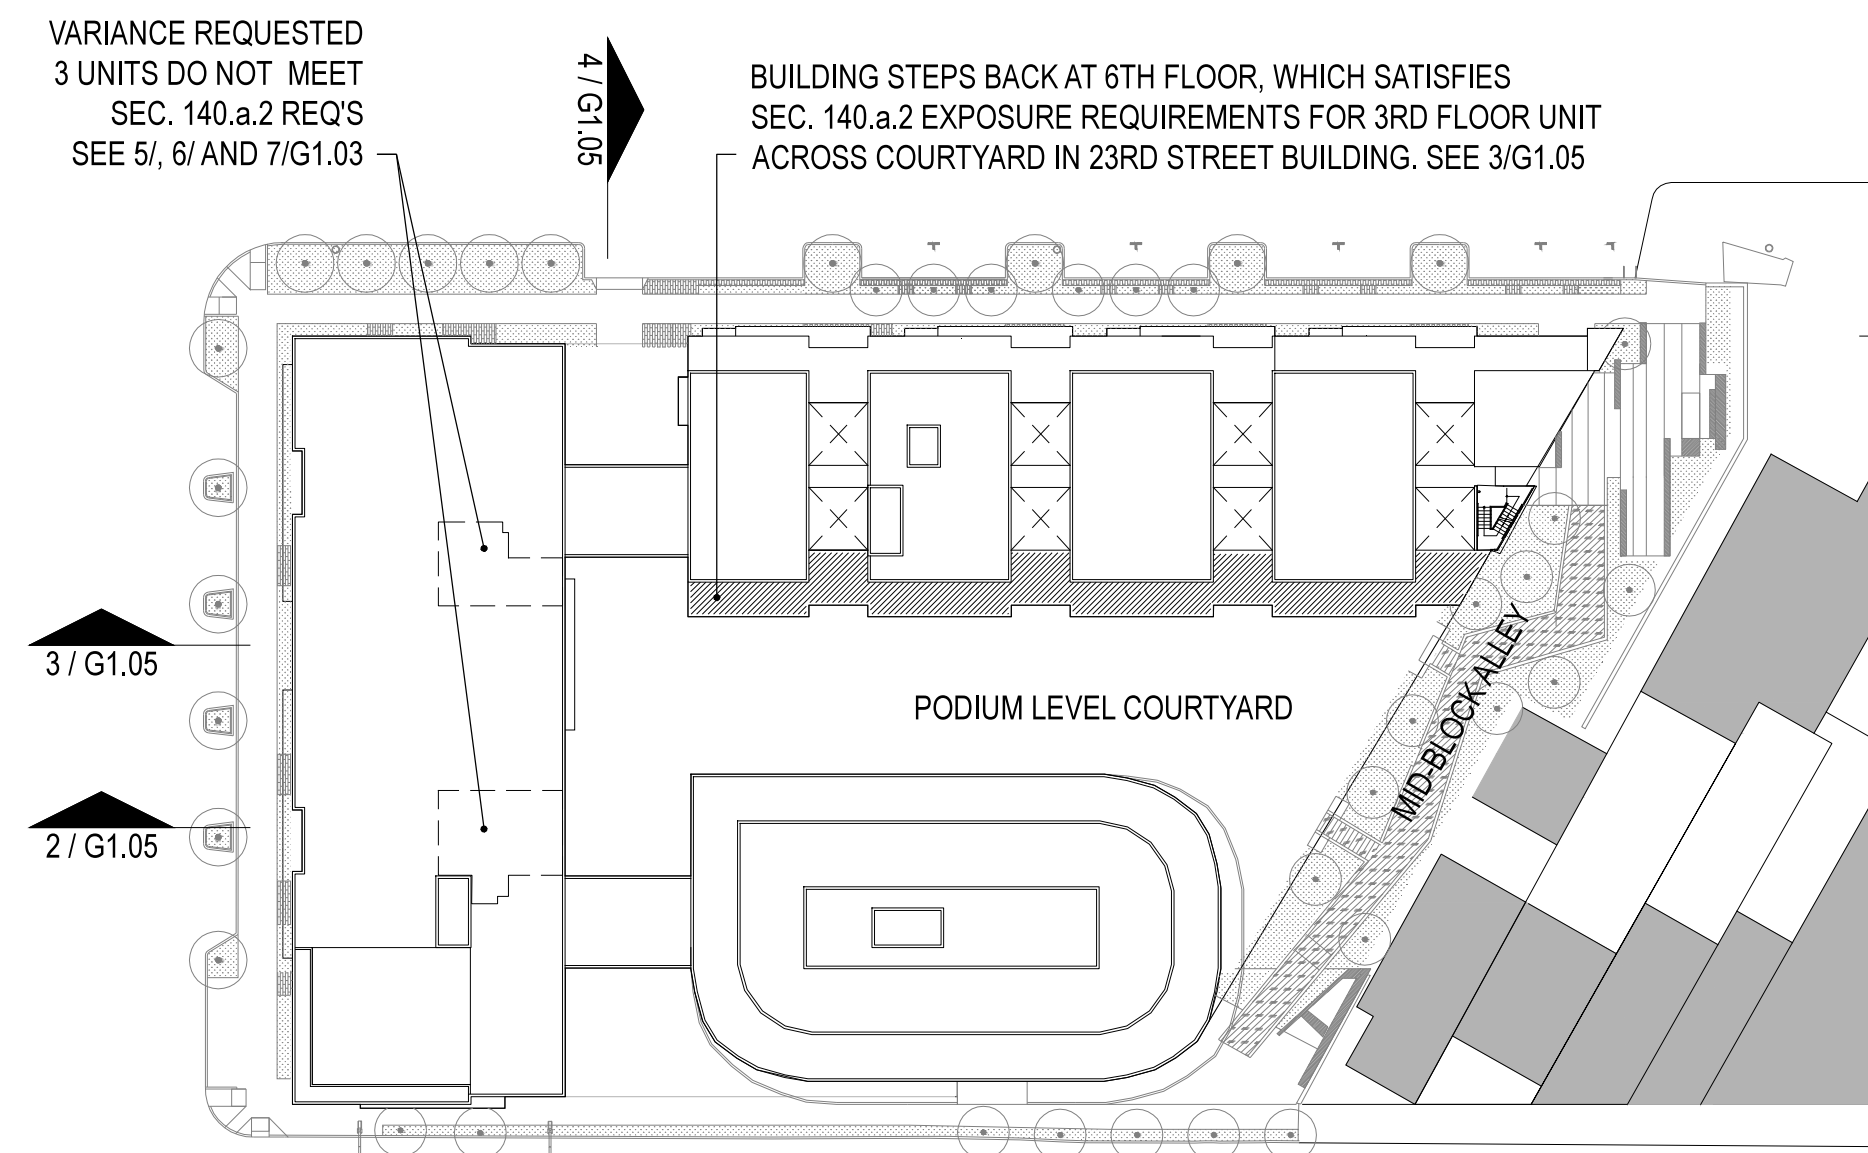 VARIANCE REQUESTED
3 UNITS DO NOT MEET
SEC. 140.a.2 REQ'S
SEE 5/, 6/ AND 7/G1.03
4 / G1.05
BUILDING STEPS BACK AT 6TH FLOOR, WHICH SATISFIES
SEC. 140.a.2 EXPOSURE REQUIREMENTS FOR 3RD FLOOR UNIT
ACROSS COURTYARD IN 23RD STREET BUILDING. SEE 3/G1.05
3 / G1.05
PODIUM LEVEL COURTYARD
MID-BLOCK ALLEY
2 / G1.05